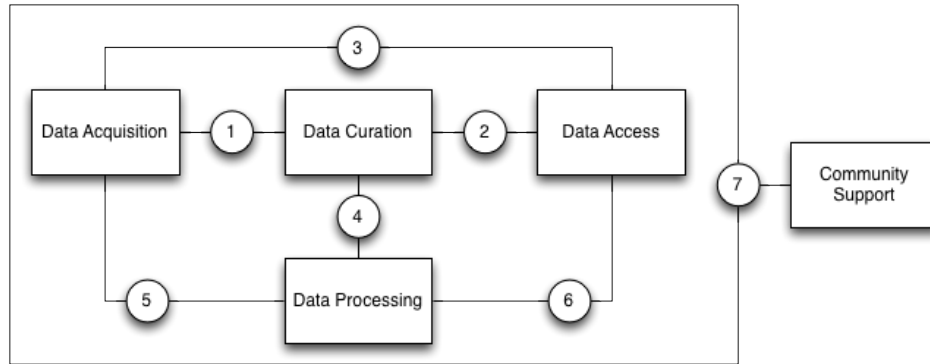 3
Data Acquisition
1
Data Curation
2
Data Access
7
Community
Support
4
5
Data Processing
6